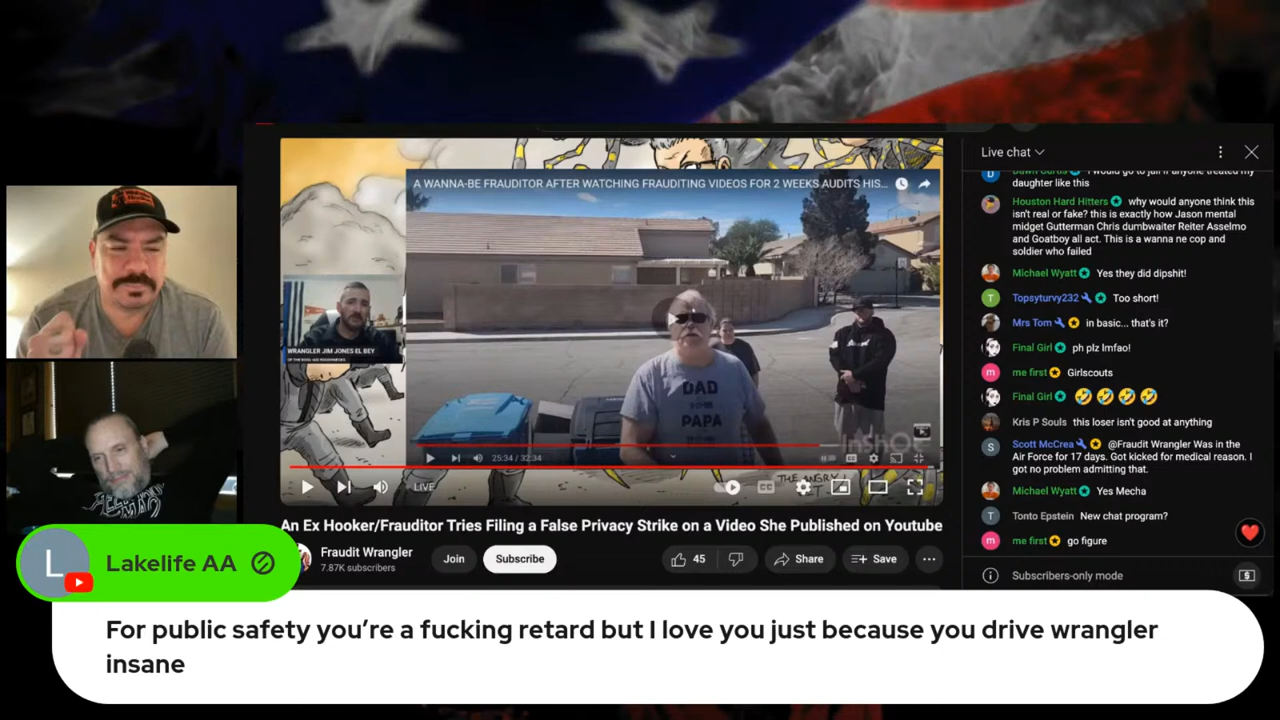 Live chat
daughter like this
Houston Hard Hitters why would anyone think this
isn't real or fake? this is exactly how Jason mental
midget Gutterman Chris dumbwaiter Reiter Asselmo
and Goatboy all act. This is a wanna ne cop and
soldier who failed
Michael Wyatt Yes they did dipshit!
T Topsyturvy232 Too short!
Mrs Tom in basic... that's it?
Final Girl ph plz lmfao!
m me first Girlscouts
Final Girl 🤣 🤣 🤣 🤣
Kris P Souls this loser isn't good at anything
S Scott McCrea @Fraudit Wrangler Was in the
Air Force for 17 days. Got kicked for medical reason. I
got no problem admitting that.
Michael Wyatt Yes Mecha
T Tonto Epstein New chat program?
m me first go figure
Subscribers-only mode
A WANNA-BE FRAUDITOR AFTER WATCHING FRAUDITING VIDEOS FOR 2 WEEKS AUDITS HIS...
WRANGLER JIM JONES EL BEY
DAD
PAPA
InShO
25:34 / 32:34
LIVE
CC
THE ANGRY
An Ex Hooker/Frauditor Tries Filing a False Privacy Strike on a Video She Published on Youtube
Fraudit Wrangler
7.87K subscribers
Join
Subscribe
45
Share
Save
L Lakelife AA
For public safety you're a fucking retard but I love you just because you drive wrangler
insane